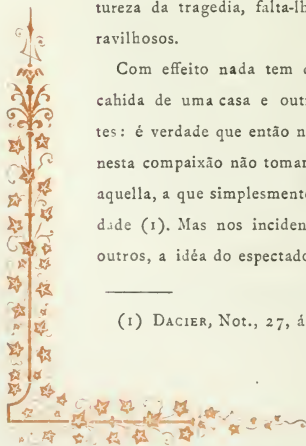 tureza da tragedia, falta-lh
ravilhosos.
Com effeito nada tem
cahida de uma casa e out
tes: é verdade que então n
nesta compaixão não tomar
aquella, a que simplesment
dade (1). Mas nos inciden
outros, a idéa do espectado
(1) DACIER, Not., 27, á